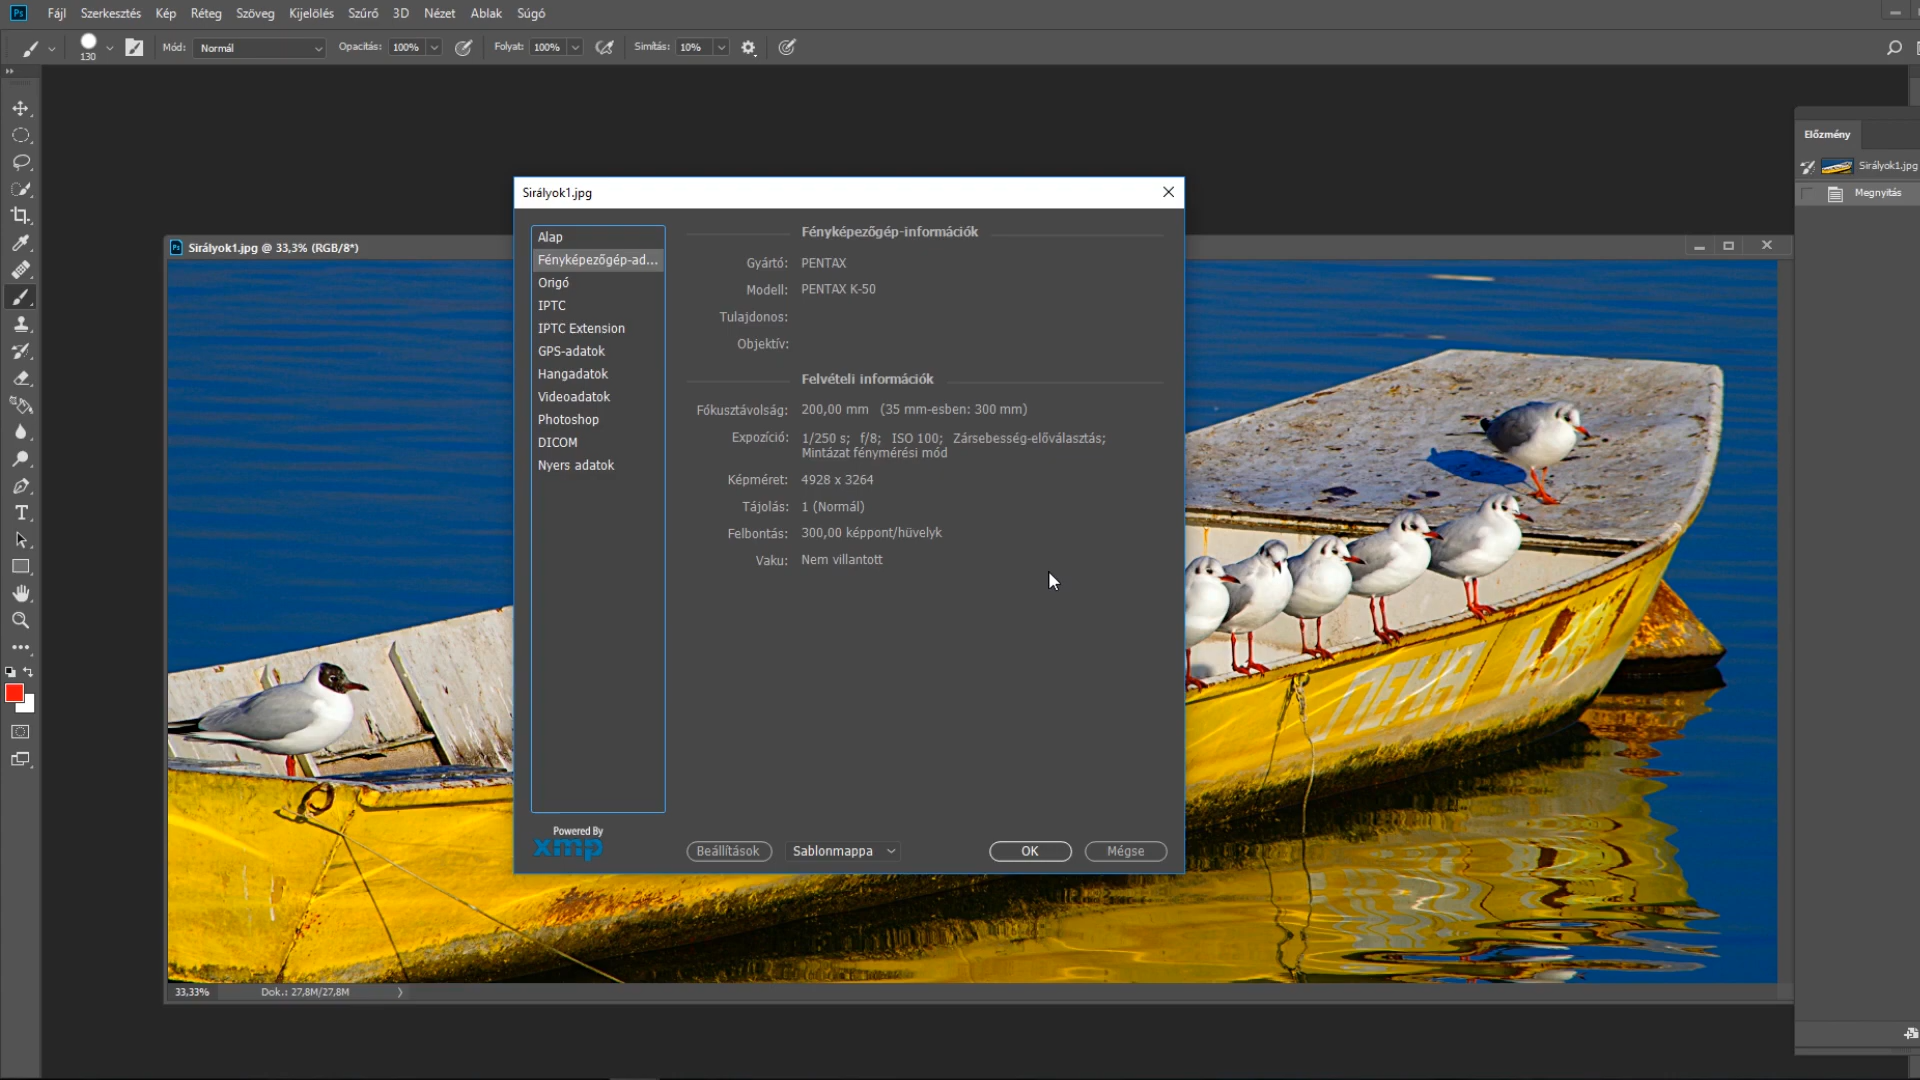 Ps Fájl Szerkesztés Kép Réteg Szöveg Kijelölés Szűrő 3D Nézet Ablak Súgó
130 Mód: Normál Opacitás: 100% Folyat: 100% Simítás: 10%
Előzmény
Sirályok1.jpg
Megnyitás
Sirályok1.jpg @ 33,3% (RGB/8*)
Sirályok1.jpg
Alap
Fényképezőgép-ad...
Origó
IPTC
IPTC Extension
GPS-adatok
Hangadatok
Videoadatok
Photoshop
DICOM
Nyers adatok
Fényképezőgép-információk
Gyártó: PENTAX
Modell: PENTAX K-50
Tulajdonos:
Objektív:
Felvételi információk
Fókusztávolság: 200,00 mm (35 mm-esben: 300 mm)
Expozíció: 1/250 s; f/8; ISO 100; Zársebesség-előválasztás;
Mintázat fénymérési mód
Képméret: 4928 x 3264
Tájolás: 1 (Normál)
Felbontás: 300,00 képpont/hüvelyk
Vaku: Nem villantott
Powered By
xmp
Beállítások Sablonmappa OK Mégse
ЛЕНА
33,33% Dok.: 27,8M/27,8M